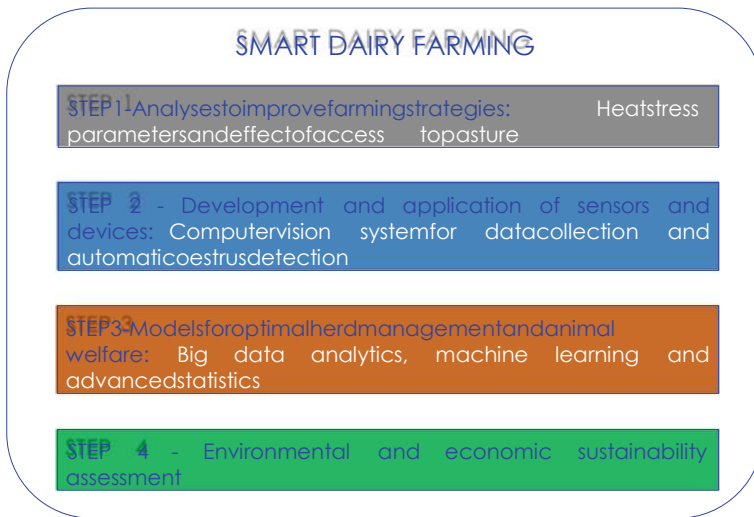 SMART DAIRY FARMING
STEP1-Analysestoimprovefarmingstrategies: Heatstress
parametersandeffectofaccess topasture
STEP 2 - Development and application of sensors and
devices: Computervision systemfor datacollection and
automaticoestrusdetection
STEP3-Modelsforoptimalherdmanagementandanimal
welfare: Big data analytics, machine learning and
advancedstatistics
STEP 4 - Environmental and economic sustainability
assessment